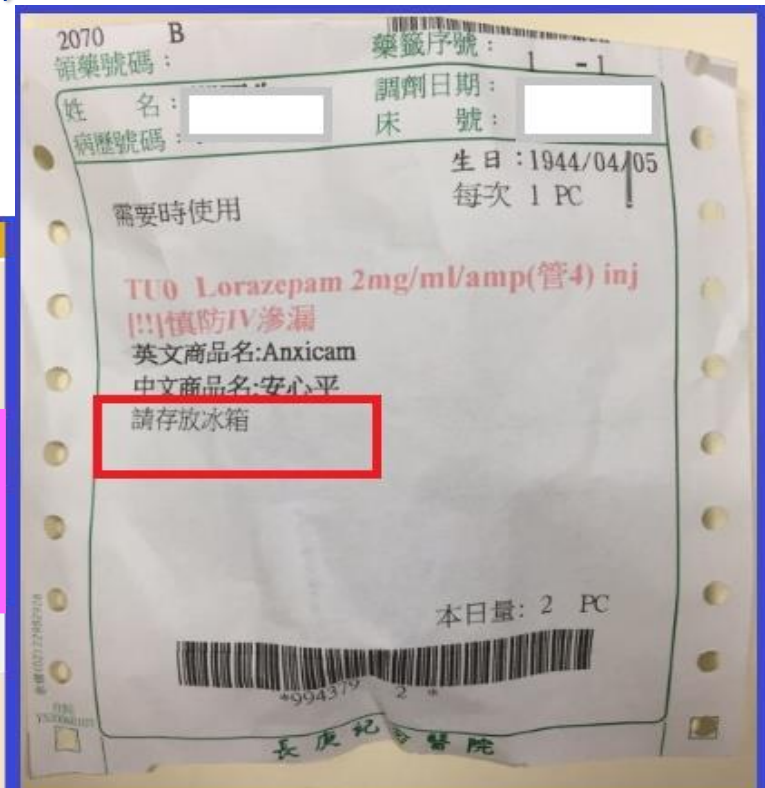 2070 B
領藥號碼：
藥籤序號： 1 -1
姓 名：
調劑日期：
病歷號碼：
床 號：
生日：1944/04/05
需要時使用
每次 1 PC
TU0 Lorazepam 2mg/ml/amp(管4) inj
[!!]慎防IV滲漏
英文商品名:Anxicam
中文商品名:安心平
請存放冰箱
本日量: 2 PC
*994379 2 *
長庚紀念醫院